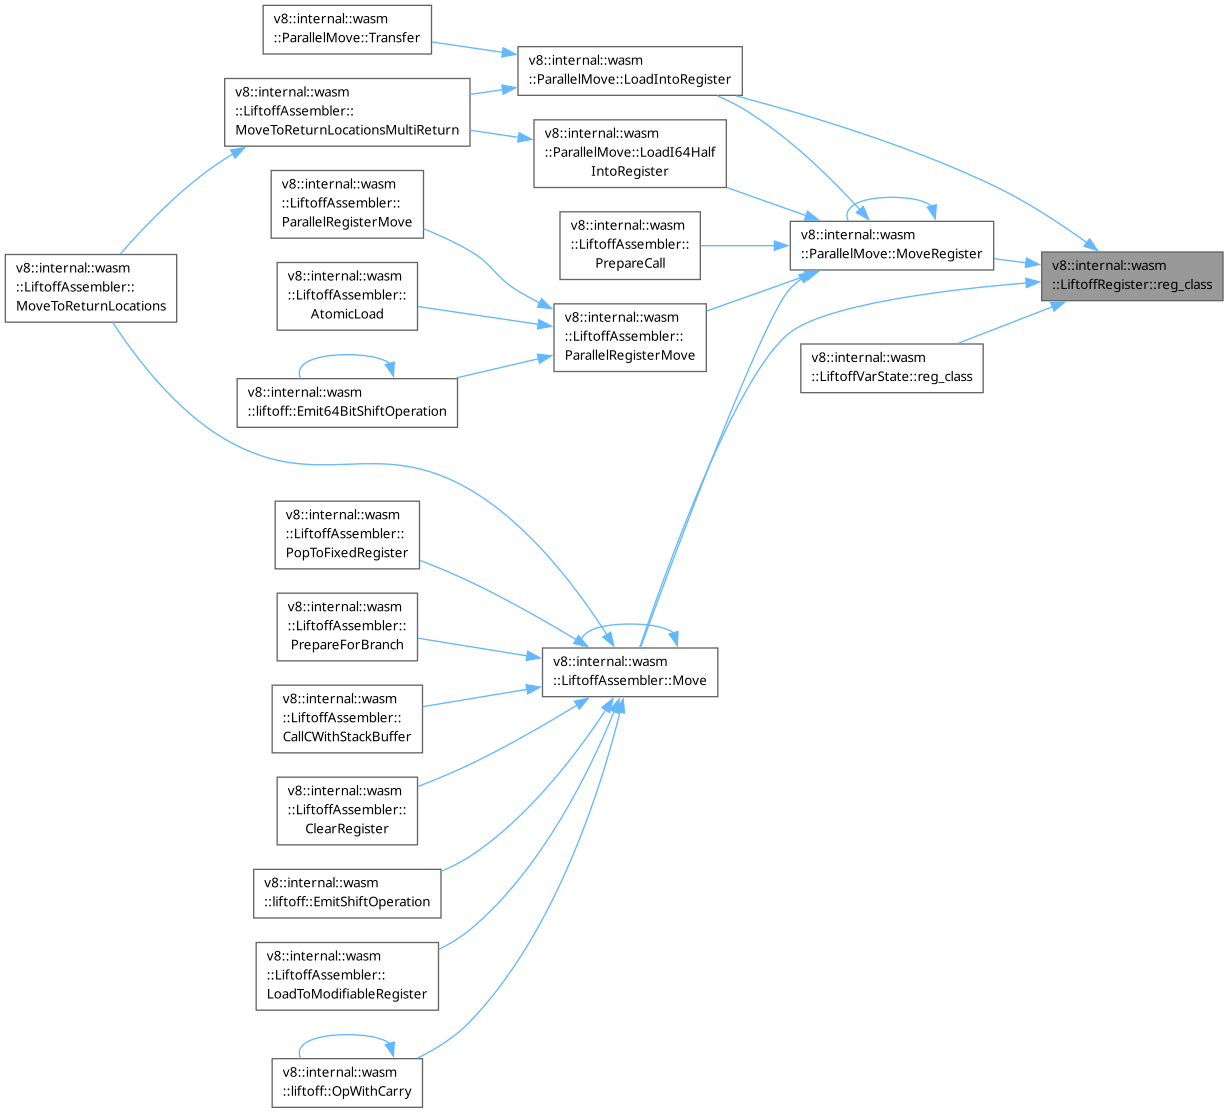 v8::internal::wasm
::ParallelMove::Transfer
v8::internal::wasm
::ParallelMove::LoadIntoRegister
v8::internal::wasm
::LiftoffAssembler::
MoveToReturnLocationsMultiReturn
v8::internal::wasm
::ParallelMove::LoadI64Half
IntoRegister
v8::internal::wasm
::LiftoffAssembler::
ParallelRegisterMove
v8::internal::wasm
::LiftoffAssembler::
PrepareCall
v8::internal::wasm
::ParallelMove::MoveRegister
v8::internal::wasm
::LiftoffRegister::reg_class
v8::internal::wasm
::LiftoffAssembler::
MoveToReturnLocations
v8::internal::wasm
::LiftoffAssembler::
AtomicLoad
v8::internal::wasm
::LiftoffAssembler::
ParallelRegisterMove
v8::internal::wasm
::LiftoffVarState::reg_class
v8::internal::wasm
::liftoff::Emit64BitShiftOperation
v8::internal::wasm
::LiftoffAssembler::
PopToFixedRegister
v8::internal::wasm
::LiftoffAssembler::
PrepareForBranch
v8::internal::wasm
::LiftoffAssembler::Move
v8::internal::wasm
::LiftoffAssembler::
CallCWithStackBuffer
v8::internal::wasm
::LiftoffAssembler::
ClearRegister
v8::internal::wasm
::liftoff::EmitShiftOperation
v8::internal::wasm
::LiftoffAssembler::
LoadToModifiableRegister
v8::internal::wasm
::liftoff::OpWithCarry